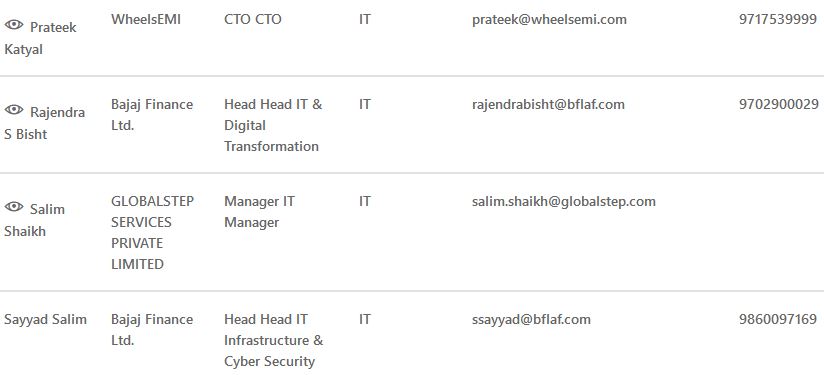 Prateek Katyal WheelsEMI CTO CTO IT prateek@wheelsemi.com 9717539999
Rajendra S Bisht Bajaj Finance Ltd. Head Head IT & Digital Transformation IT rajendrabisht@bflaf.com 9702900029
Salim Shaikh GLOBALSTEP SERVICES PRIVATE LIMITED Manager IT Manager IT salim.shaikh@globalstep.com
Sayyad Salim Bajaj Finance Ltd. Head Head IT Infrastructure & Cyber Security IT ssayyad@bflaf.com 9860097169